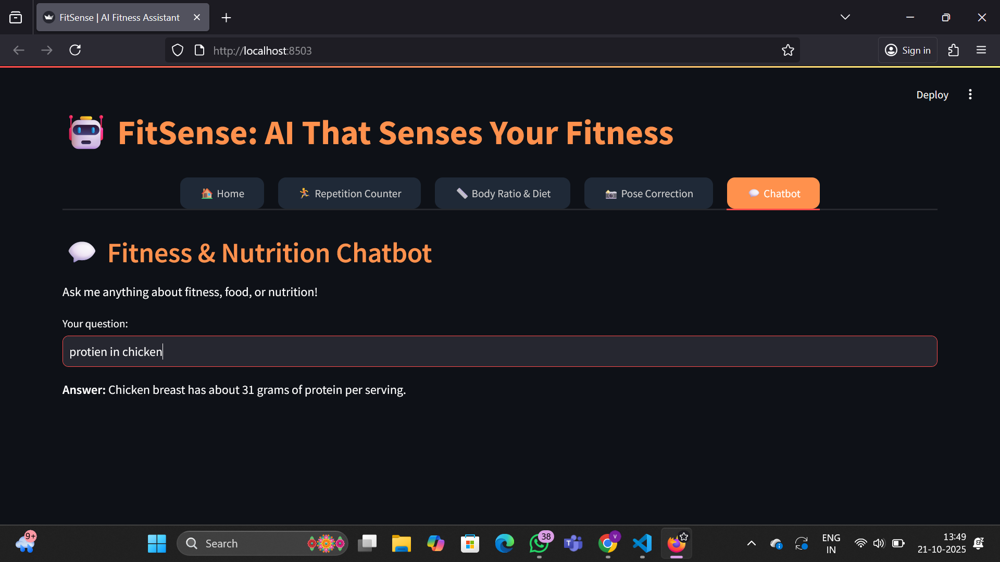 FitSense | AI Fitness Assistant
http://localhost:8503
Sign in
Deploy
FitSense: AI That Senses Your Fitness
Home
Repetition Counter
Body Ratio & Diet
Pose Correction
Chatbot
Fitness & Nutrition Chatbot
Ask me anything about fitness, food, or nutrition!
Your question:
protien in chicken
Answer: Chicken breast has about 31 grams of protein per serving.
9+
Search
38
T
V
ENG
IN
13:49
21-10-2025